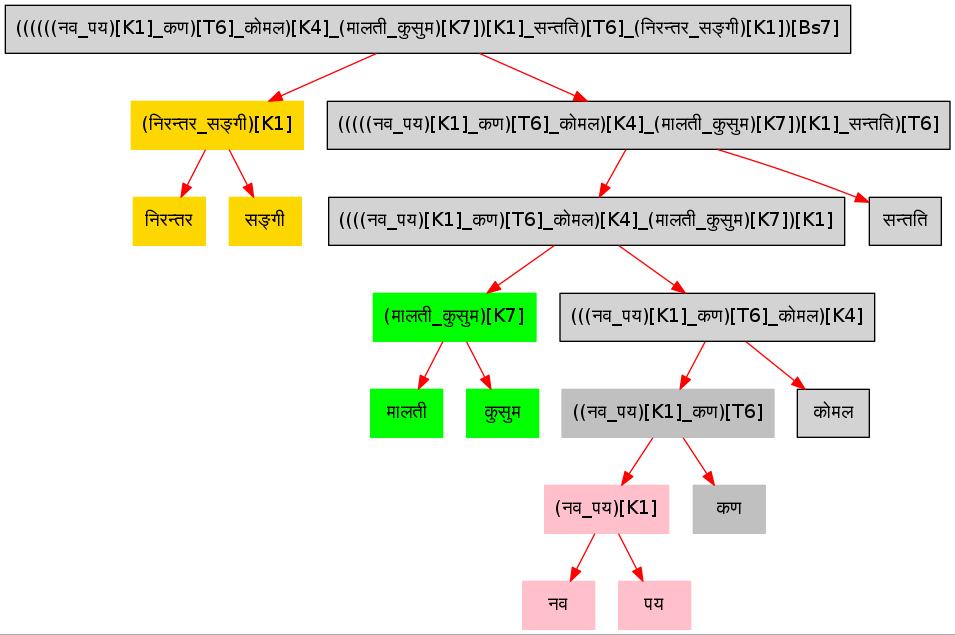 ((((((नव_पय)[K1]_कण)[T6]_कोमल)[K4]_(मालती_कुसुम)[K7])[K1]_सन्तति)[T6]_(निरन्तर_सङ्गी)[K1])[Bs7]
(निरन्तर_सङ्गी)[K1]
(((((नव_पय)[K1]_कण)[T6]_कोमल)[K4]_(मालती_कुसुम)[K7])[K1]_सन्तति)[T6]
निरन्तर
सङ्गी
((((नव_पय)[K1]_कण)[T6]_कोमल)[K4]_(मालती_कुसुम)[K7])[K1]
सन्तति
(मालती_कुसुम)[K7]
(((नव_पय)[K1]_कण)[T6]_कोमल)[K4]
मालती
कुसुम
((नव_पय)[K1]_कण)[T6]
कोमल
(नव_पय)[K1]
कण
नव
पय